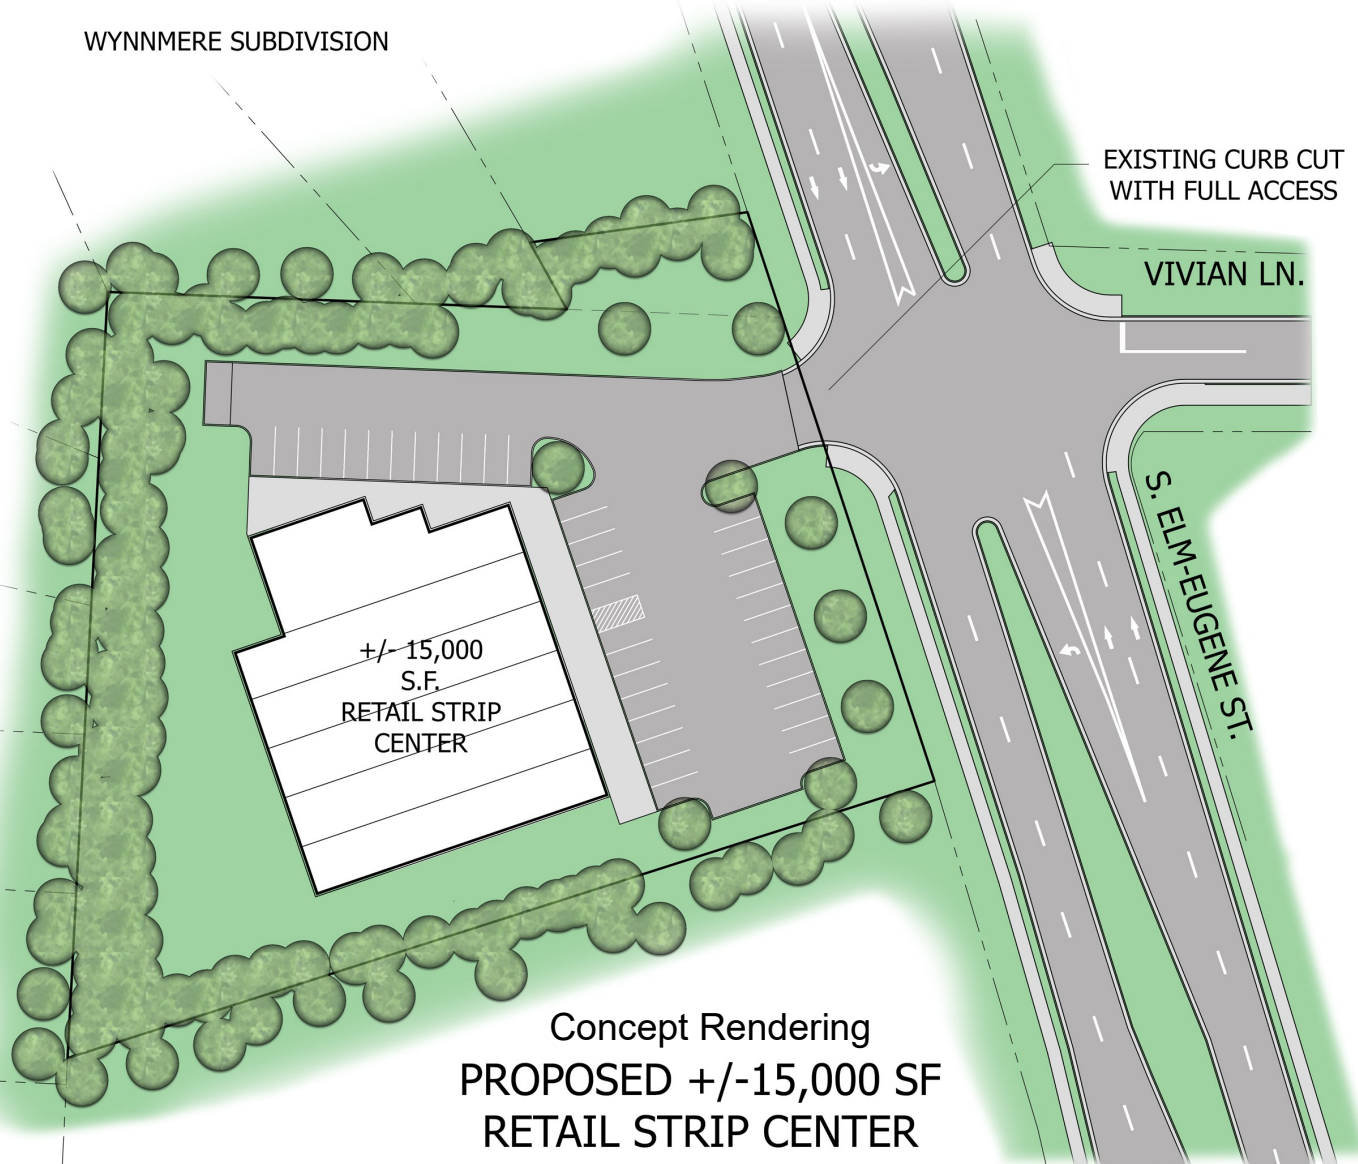 WYNNMERE SUBDIVISION
EXISTING CURB CUT
WITH FULL ACCESS
VIVIAN LN.
S. ELM-EUGENE ST.
+/- 15,000
S.F.
RETAIL STRIP
CENTER
Concept Rendering
PROPOSED +/-15,000 SF
RETAIL STRIP CENTER